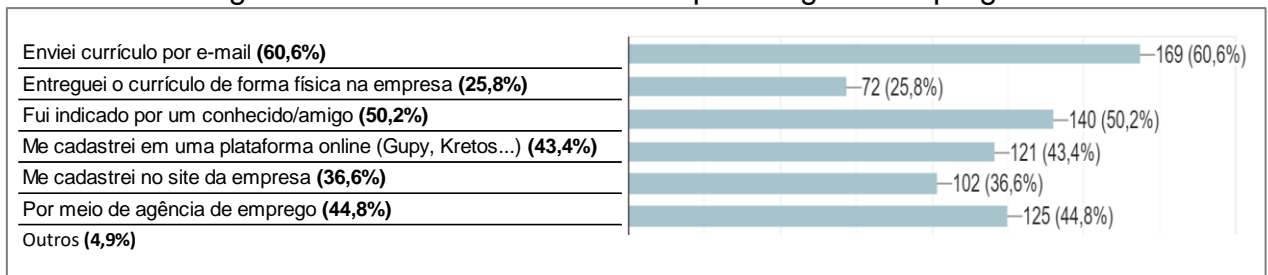 Enviei currículo por e-mail (60,6%)
169 (60,6%)
Entreguei o currículo de forma física na empresa (25,8%)
72 (25,8%)
Fui indicado por um conhecido/amigo (50,2%)
140 (50,2%)
Me cadastrei em uma plataforma online (Gupy, Kretos...) (43,4%)
121 (43,4%)
Me cadastrei no site da empresa (36,6%)
102 (36,6%)
Por meio de agência de emprego (44,8%)
125 (44,8%)
Outros (4,9%)